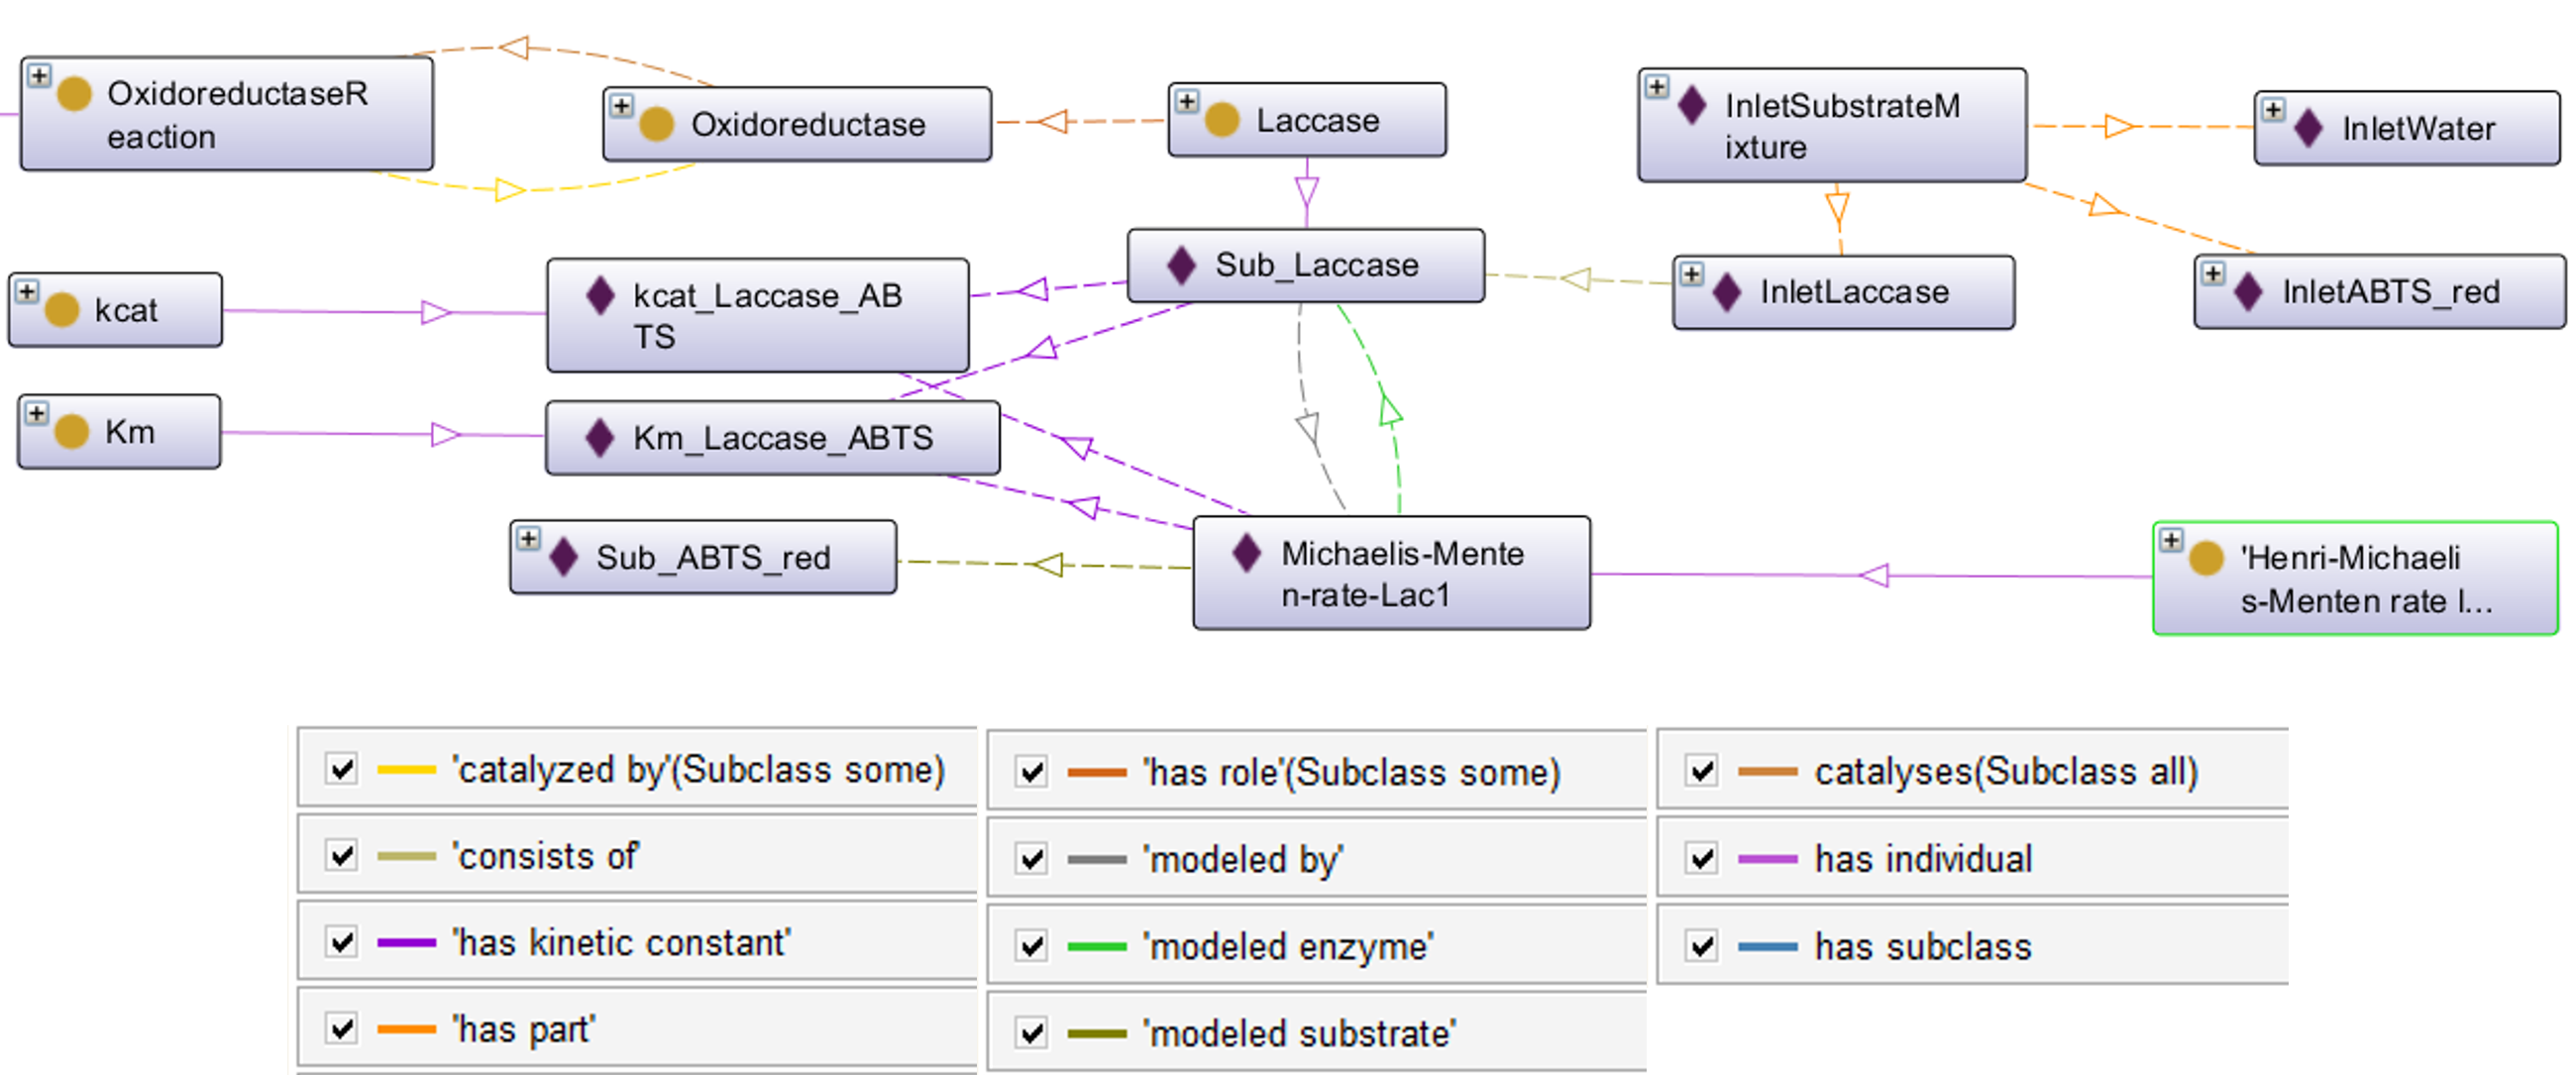 OxidoreductaseR
eaction
Oxidoreductase
Laccase
InletSubstrateM
ixture
InletWater
kcat
kcat_Laccase_AB
TS
Sub_Laccase
InletLaccase
InletABTS_red
Km
Km_Laccase_ABTS
Sub_ABTS_red
Michaelis-Mente
n-rate-Lac1
'Henri-Michaeli
s-Menten rate l...
'catalyzed by'(Subclass some)
'consists of'
'has kinetic constant'
'has part'
'has role'(Subclass some)
'modeled by'
'modeled enzyme'
'modeled substrate'
catalyses(Subclass all)
has individual
has subclass